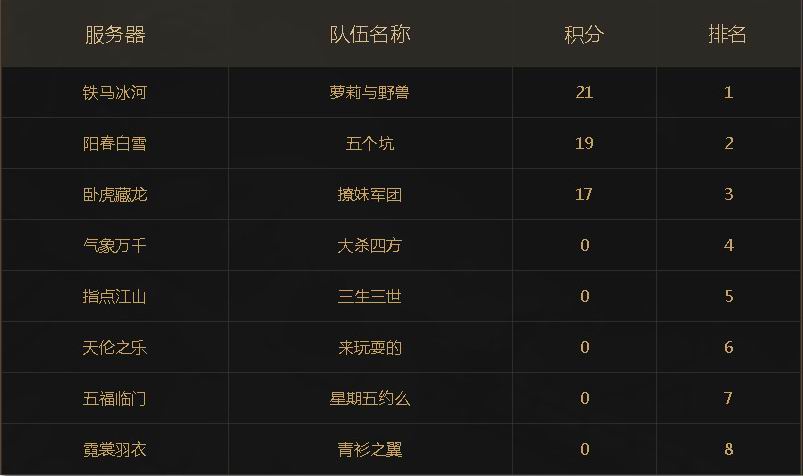 服务器 队伍名称 积分 排名
铁马冰河 萝莉与野兽 21 1
阳春白雪 五个坑 19 2
卧虎藏龙 撩妹军团 17 3
气象万千 大杀四方 0 4
指点江山 三生三世 0 5
天伦之乐 来玩耍的 0 6
五福临门 星期五约么 0 7
霓裳羽衣 青衫之翼 0 8